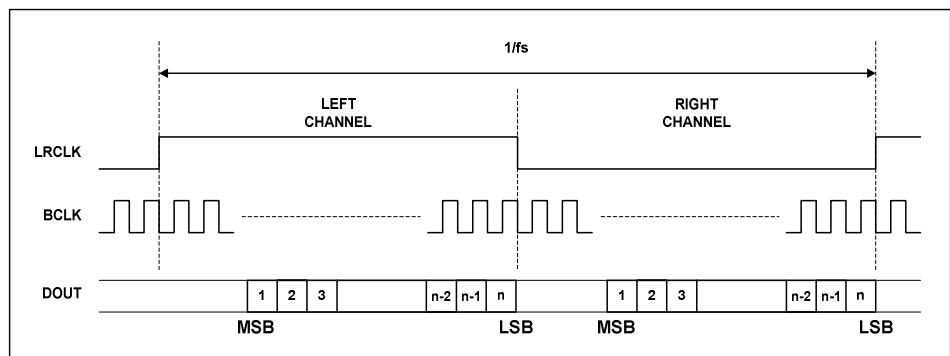 1/fs
LEFT CHANNEL
RIGHT CHANNEL
LRCLK
BCLK
DOUT
1 2 3 n-2 n-1 n 1 2 3 n-2 n-1 n
MSB LSB MSB LSB